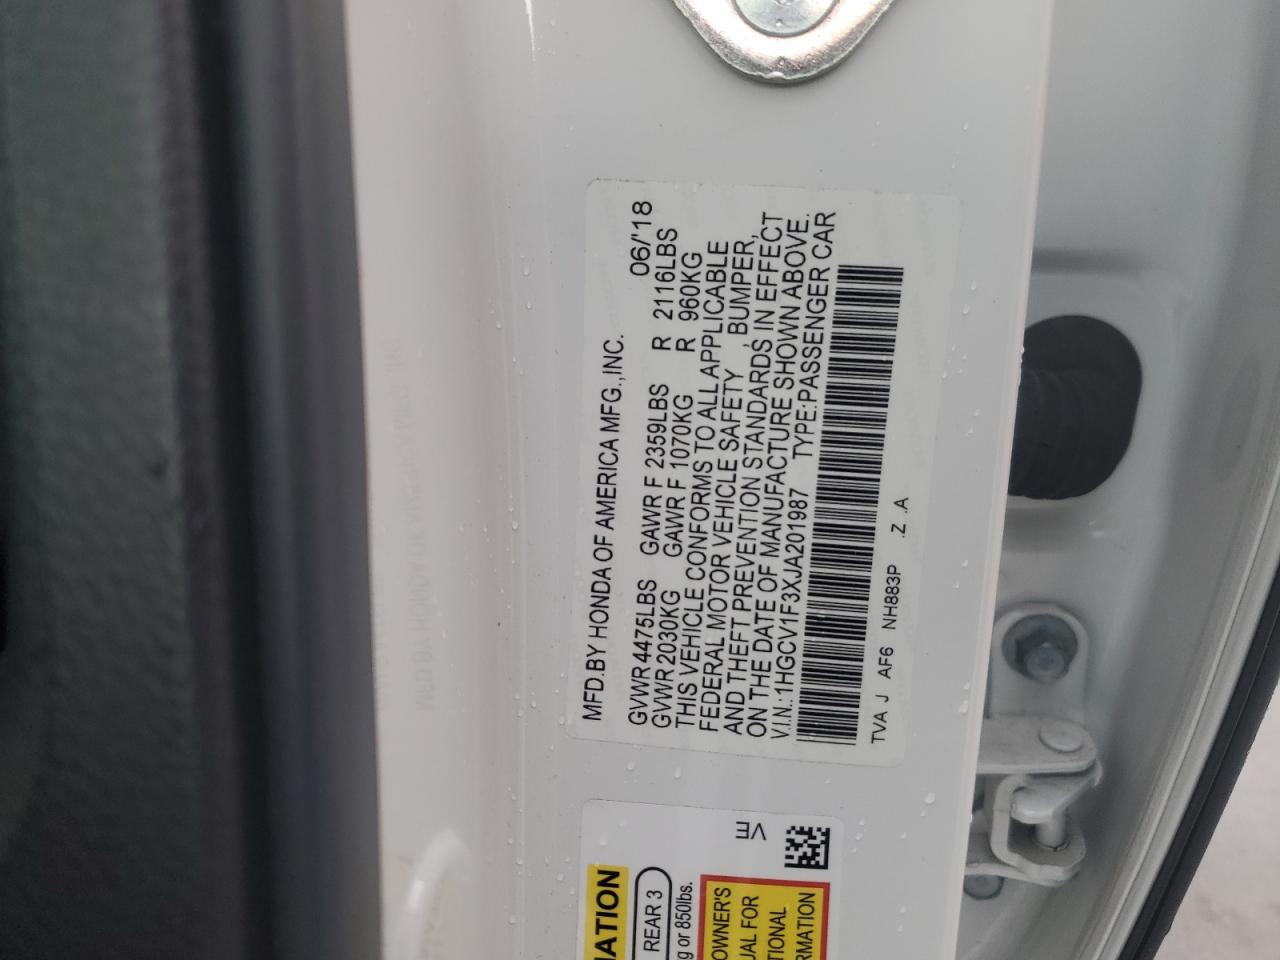 MFD.BY HONDA OF AMERICA MFG.,INC. 06/'18
GVWR 4475LBS GAWR F 2359LBS R 2116LBS
GVWR 2030KG GAWR F 1070KG R 960KG
THIS VEHICLE CONFORMS TO ALL APPLICABLE
FEDERAL MOTOR VEHICLE SAFETY , BUMPER,
AND THEFT PREVENTION STANDARDS IN EFFECT
ON THE DATE OF MANUFACTURE SHOWN ABOVE.
V.I.N.:1HGCV1F3XJA201987 TYPE:PASSENGER CAR
TVA J AF6 NH883P .Z .A
MATION
REAR 3
g or 850lbs.
VE
OWNER'S
UAL FOR
TIONAL
RMATION